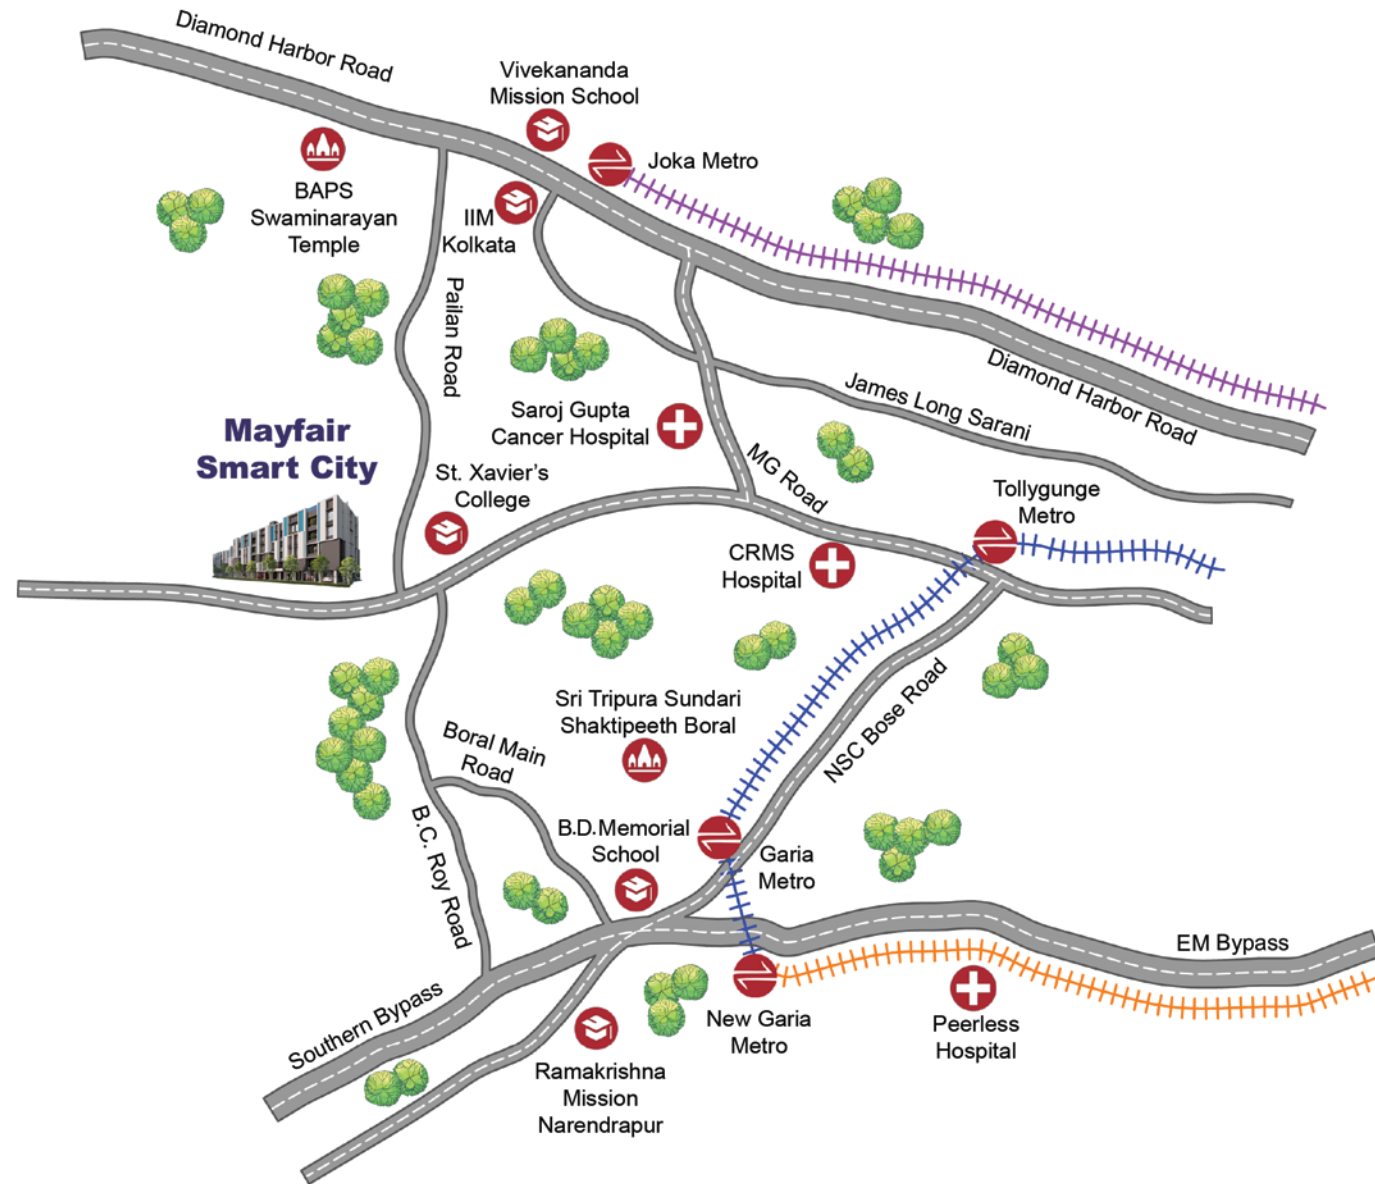 Diamond Harbor Road
Vivekananda
Mission School
Joka Metro
BAPS
Swaminarayan
Temple
IIM
Kolkata
Pailan Road
Diamond Harbor Road
James Long Sarani
Saroj Gupta
Cancer Hospital
Mayfair
Smart City
St. Xavier's
College
MG Road
Tollygunge
Metro
CRMS
Hospital
Sri Tripura Sundari
Shaktipeeth Boral
NSC Bose Road
Boral Main
Road
B.C. Roy Road
B.D.Memorial
School
Garia
Metro
EM Bypass
Southern Bypass
New Garia
Metro
Peerless
Hospital
Ramakrishna
Mission
Narendrapur